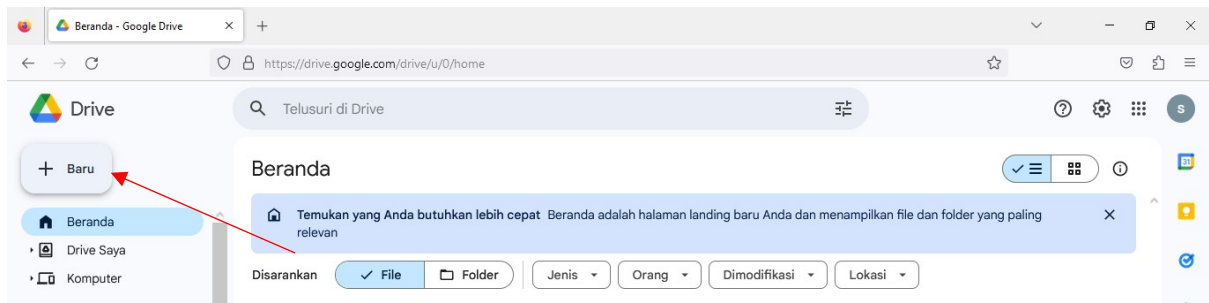 Beranda - Google Drive
https://drive.google.com/drive/u/0/home
Drive
Telusuri di Drive
S
Baru
Beranda
31
Beranda
Temukan yang Anda butuhkan lebih cepat Beranda adalah halaman landing baru Anda dan menampilkan file dan folder yang paling
relevan
Drive Saya
Disarankan File Folder Jenis Orang Dimodifikasi Lokasi
Komputer